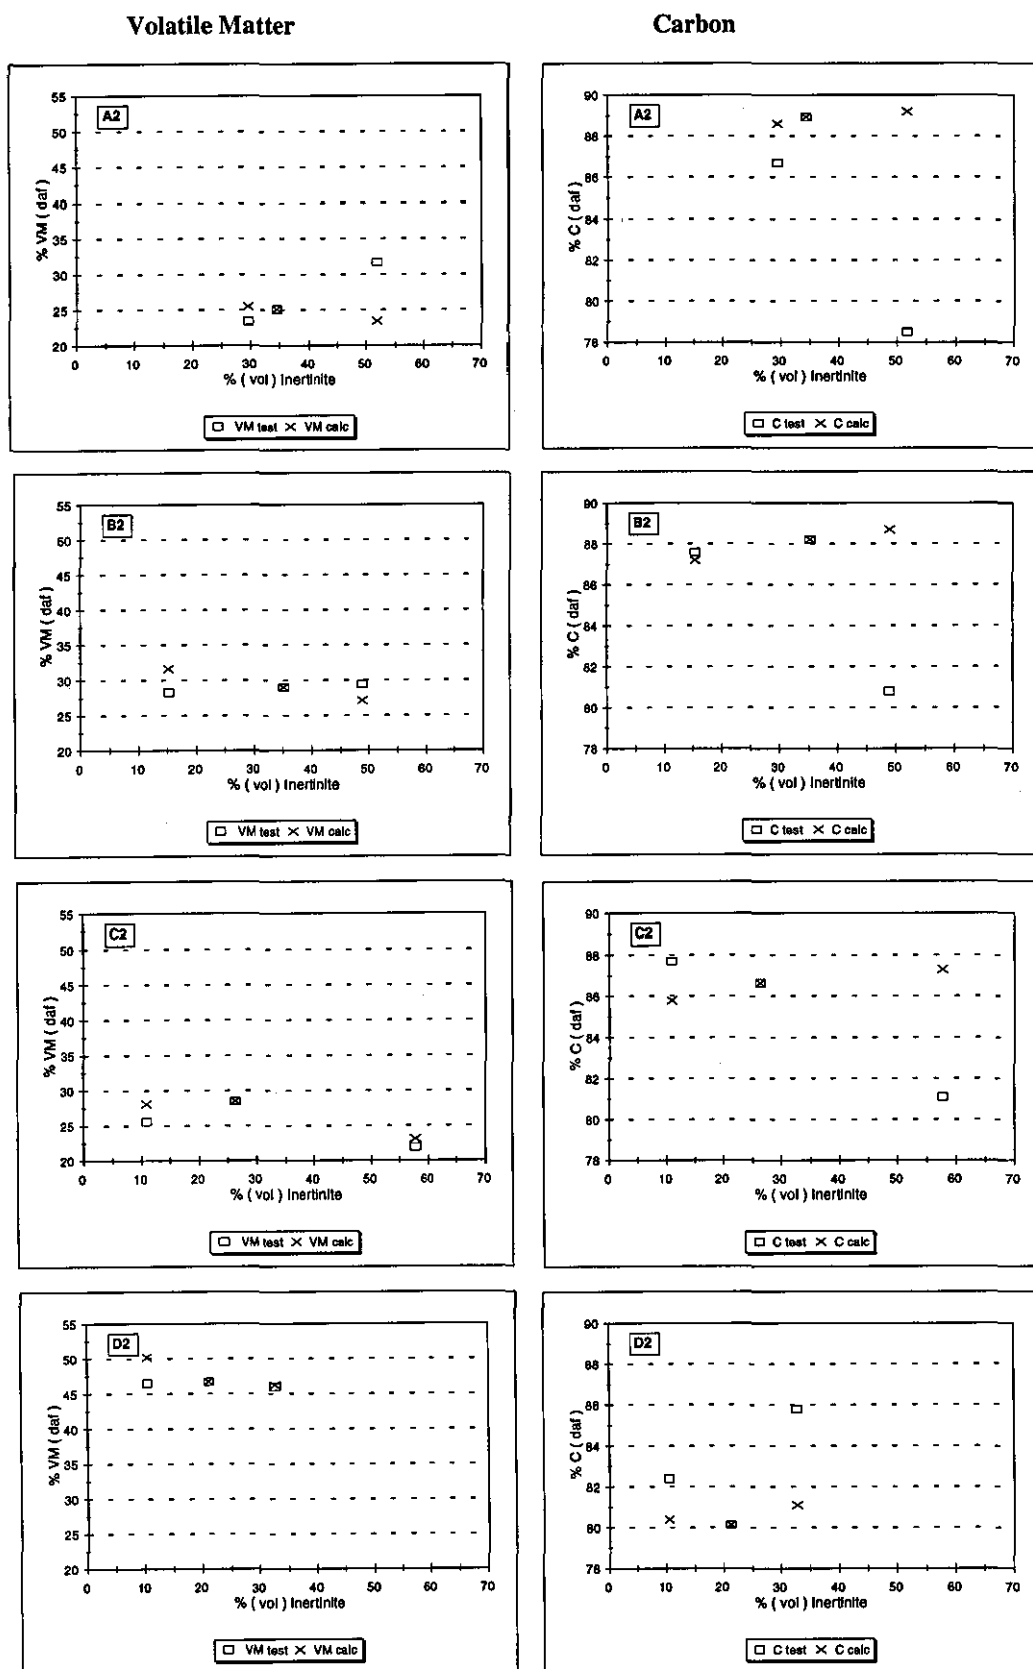 Volatile Matter
Carbon
A2
% VM ( daf )
55
50
45
40
35
30
25
20
0 10 20 30 40 50 60 70
% ( vol ) Inertinite
VM test VM calc
A2
% C ( daf )
90
88
86
84
82
80
78
0 10 20 30 40 50 60 70
% ( vol ) Inertinite
C test C calc
B2
% VM ( daf )
55
50
45
40
35
30
25
20
0 10 20 30 40 50 60 70
% ( vol ) Inertinite
VM test VM calc
B2
% C ( daf )
90
88
86
84
82
80
78
0 10 20 30 40 50 60 70
% ( vol ) Inertinite
C test C calc
C2
% VM ( daf )
55
50
45
40
35
30
25
20
0 10 20 30 40 50 60 70
% ( vol ) Inertinite
VM test VM calc
C2
% C ( daf )
90
88
86
84
82
80
78
0 10 20 30 40 50 60 70
% ( vol ) Inertinite
C test C calc
D2
% VM ( daf )
55
50
45
40
35
30
25
20
0 10 20 30 40 50 60 70
% ( vol ) Inertinite
VM test VM calc
D2
% C ( daf )
90
88
86
84
82
80
78
0 10 20 30 40 50 60 70
% ( vol ) Inertinite
C test C calc